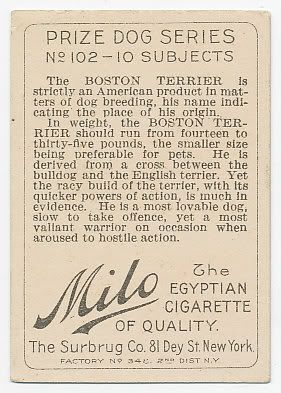 PRIZE DOG SERIES
No 102-10 SUBJECTS
The BOSTON TERRIER is
strictly an American product in mat-
ters of dog breeding, his name indi-
cating the place of his origin.
In weight, the BOSTON TER-
RIER should run from fourteen to
thirty-five pounds, the smaller size
being preferable for pets. He is
derived from a cross between the
bulldog and the English terrier. Yet
the racy build of the terrier, with its
quicker powers of action, is much in
evidence. He is a most lovable dog,
slow to take offence, yet a most
valiant warrior on occasion when
aroused to hostile action.
Milo The
EGYPTIAN
CIGARETTE
OF QUALITY.
The Surbrug Co. 81 Dey St. New York.
FACTORY No 348. 2ND DIST. N.Y.